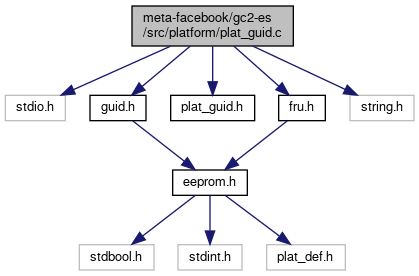 meta-facebook/gc2-es
/src/platform/plat_guid.c
stdio.h
guid.h
plat_guid.h
fru.h
string.h
eeprom.h
stdbool.h
stdint.h
plat_def.h